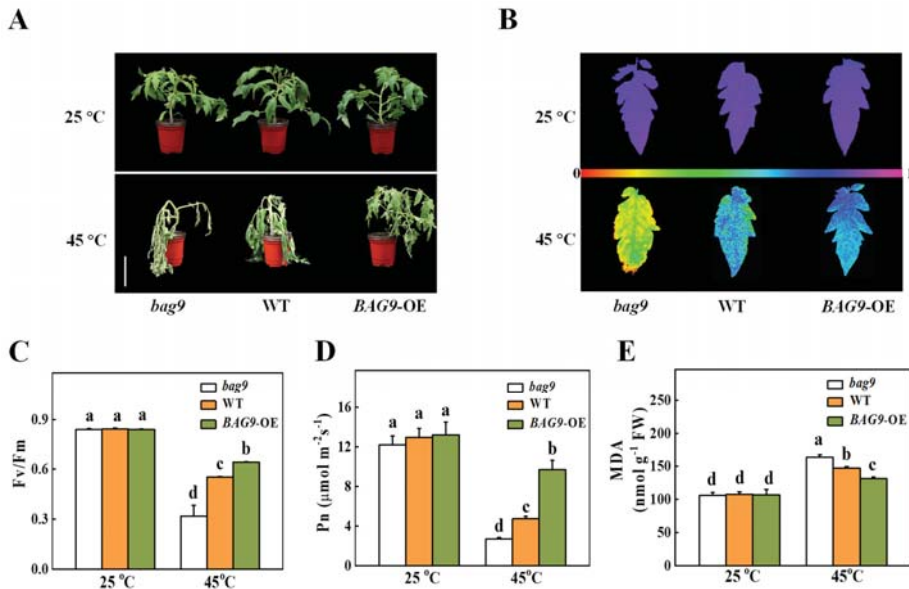 A
25 °C
45 °C
bag9 WT BAG9-OE
B
25 °C
0
45 °C
bag9 WT BAG9-OE
C
Fv/Fm
0.9
0.6
0.3
0.0
bag9
WT
BAG9-OE
a a a
d c b
25 °C 45°C
D
Pn (μmol m⁻² s⁻¹)
16
12
8
4
0
bag9
WT
BAG9-OE
a a a
d c b
25 °C 45°C
E
MDA
(nmol g⁻¹ FW)
250
200
150
100
50
0
bag9
WT
BAG9-OE
d d d
a b c
25 °C 45°C